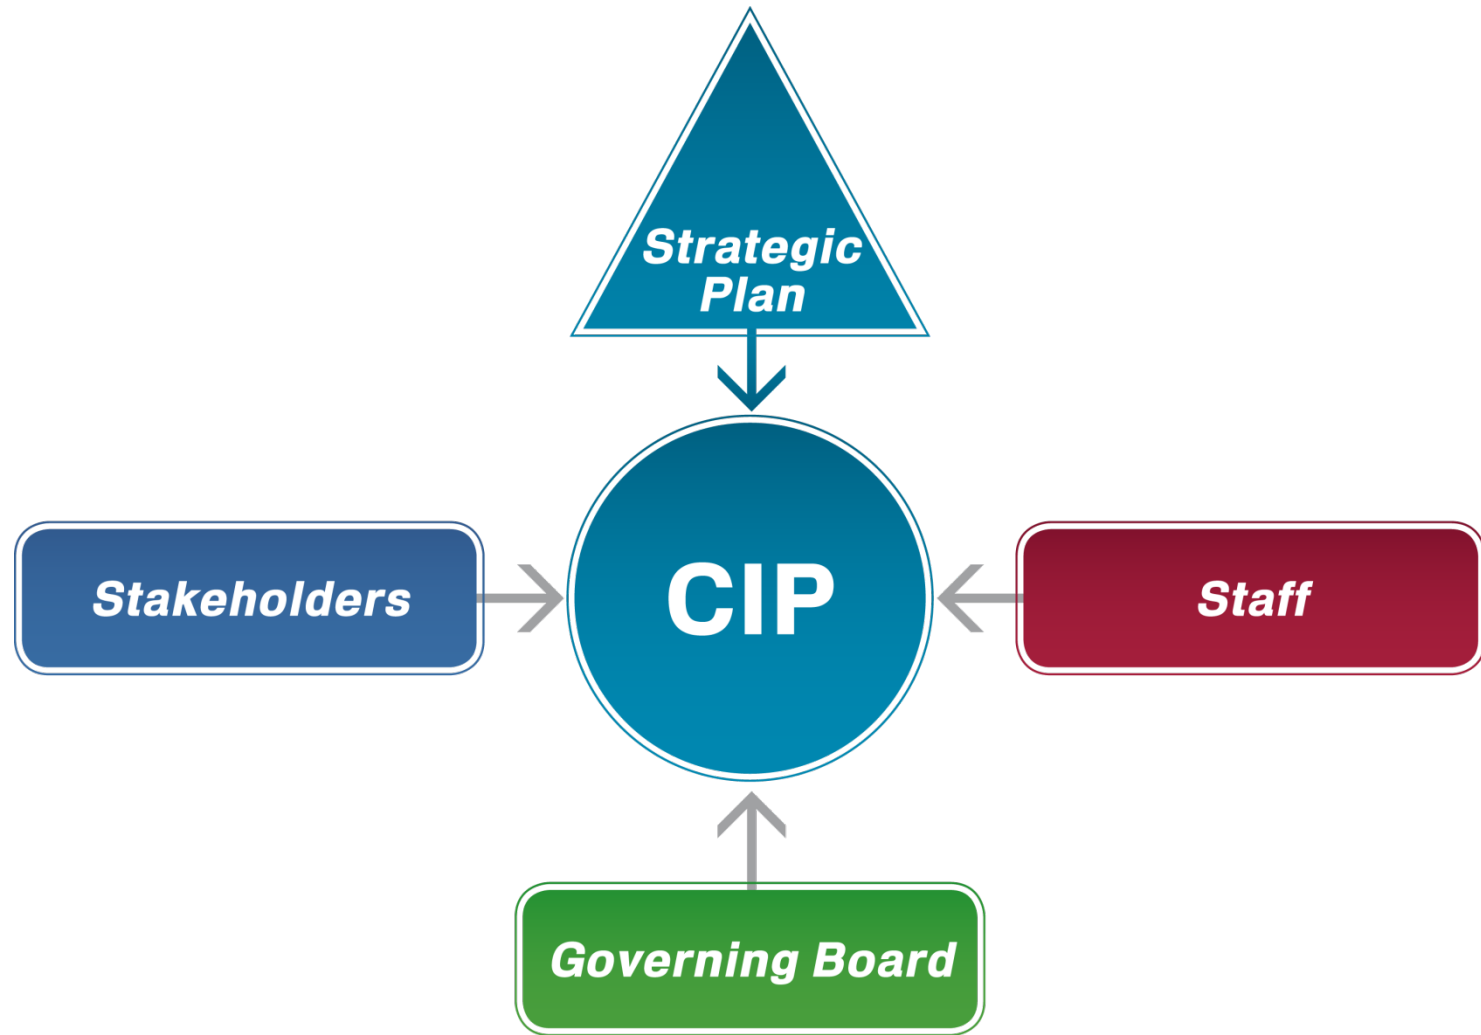 Strategic
Plan
Stakeholders
CIP
Staff
Governing Board